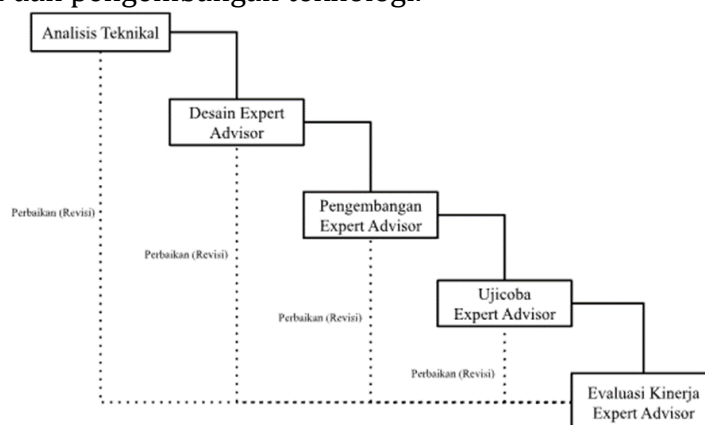 dan pengembangan teknologi.
Analisis Teknikal
Desain Expert
Advisor
Perbaikan (Revisi)
Pengembangan
Expert Advisor
Perbaikan (Revisi)
Ujicoba
Expert Advisor
Perbaikan (Revisi)
Perbaikan (Revisi)
Evaluasi Kinerja
Expert Advisor